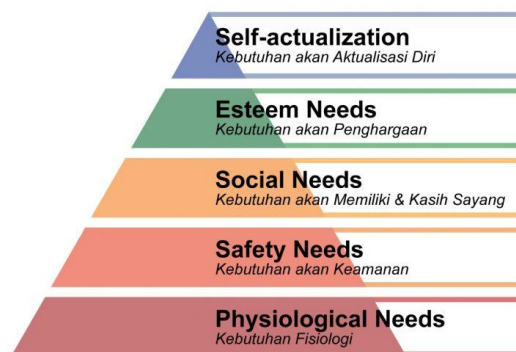 Self-actualization
Kebutuhan akan Aktualisasi Diri
Esteem Needs
Kebutuhan akan Penghargaan
Social Needs
Kebutuhan akan Memiliki & Kasih Sayang
Safety Needs
Kebutuhan akan Keamanan
Physiological Needs
Kebutuhan Fisiologi